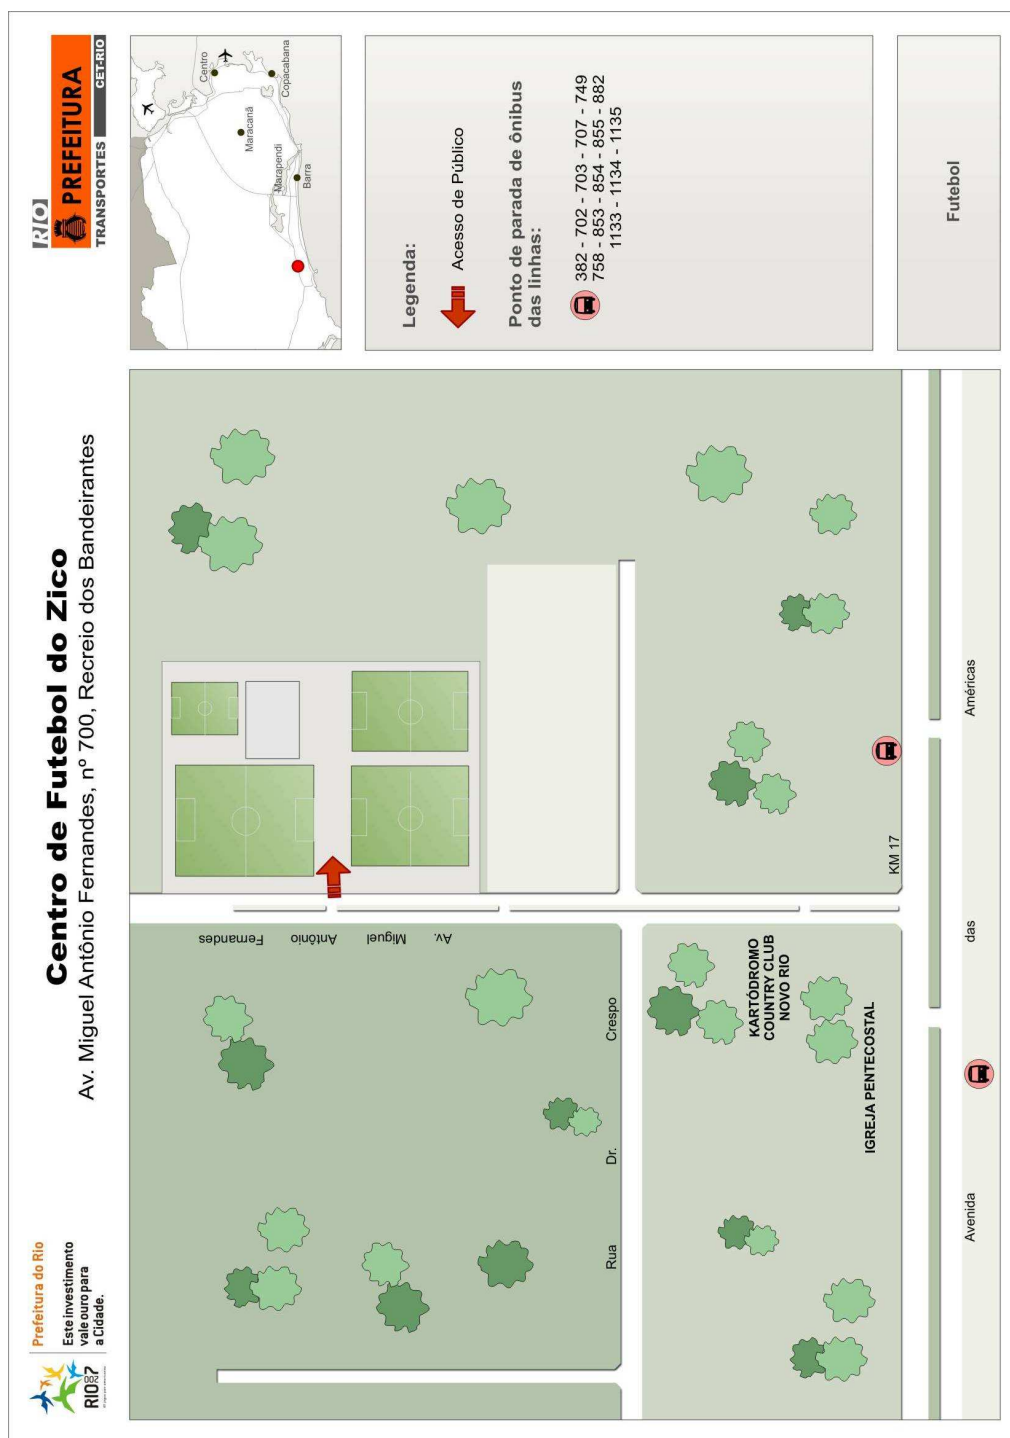 Prefeitura do Rio
Este investimento
vale ouro para
a Cidade.
RIO2007
Centro de Futebol do Zico
Av. Miguel Antônio Fernandes, nº 700, Recreio dos Bandeirantes
RIO
PREFEITURA
TRANSPORTES CET-RIO
Centro
Maracanã
Copacabana
Marapendi
Barra
Legenda:
Acesso de Público
Ponto de parada de ônibus
das linhas:
382 - 702 - 703 - 707 - 749
758 - 853 - 854 - 855 - 882
1133 - 1134 - 1135
Futebol
Av. Miguel Antônio Fernandes
Rua Dr. Crespo
KARTÓDROMO
COUNTRY CLUB
NOVO RIO
IGREJA PENTECOSTAL
KM 17
Avenida das Américas